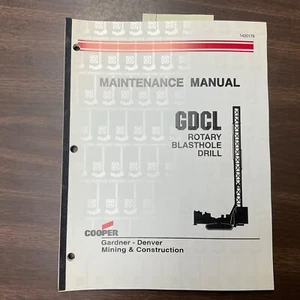 MAINTENANCE MANUAL
GDCL
ROTARY
BLASTHOLE
DRILL
COOPER
Gardner - Denver
Mining & Construction